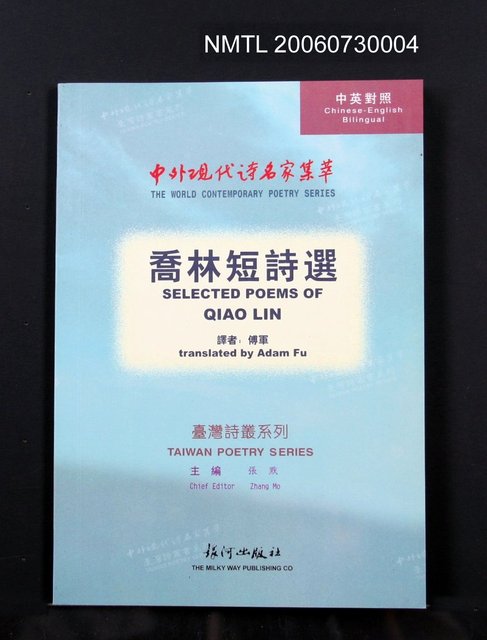 NMTL 20060730004
中英對照
Chinese-English
Bilingual
中外現代诗名家集萃
THE WORLD CONTEMPORARY POETRY SERIES
喬林短詩選
SELECTED POEMS OF
QIAO LIN
譯者：傅軍
translated by Adam Fu
臺灣詩叢系列
TAIWAN POETRY SERIES
主編 張默
Chief Editor Zhang Mo
銀河出版社
THE MILKY WAY PUBLISHING CO